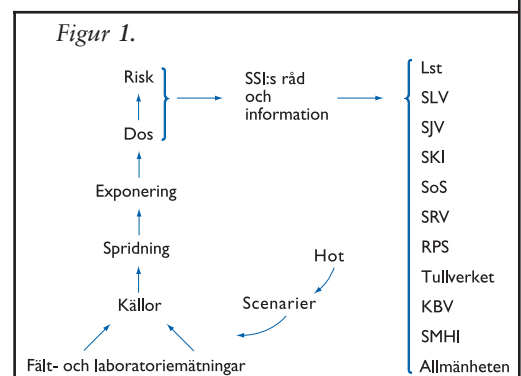 Figur 1.
Risk
Dos
Exponering
Spridning
Källor
Fält- och laboratoriemätningar
SSI:s råd
och
information
Hot
Scenarier
Lst
SLV
SJV
SKI
SoS
SRV
RPS
Tullverket
KBV
SMHI
Allmänheten